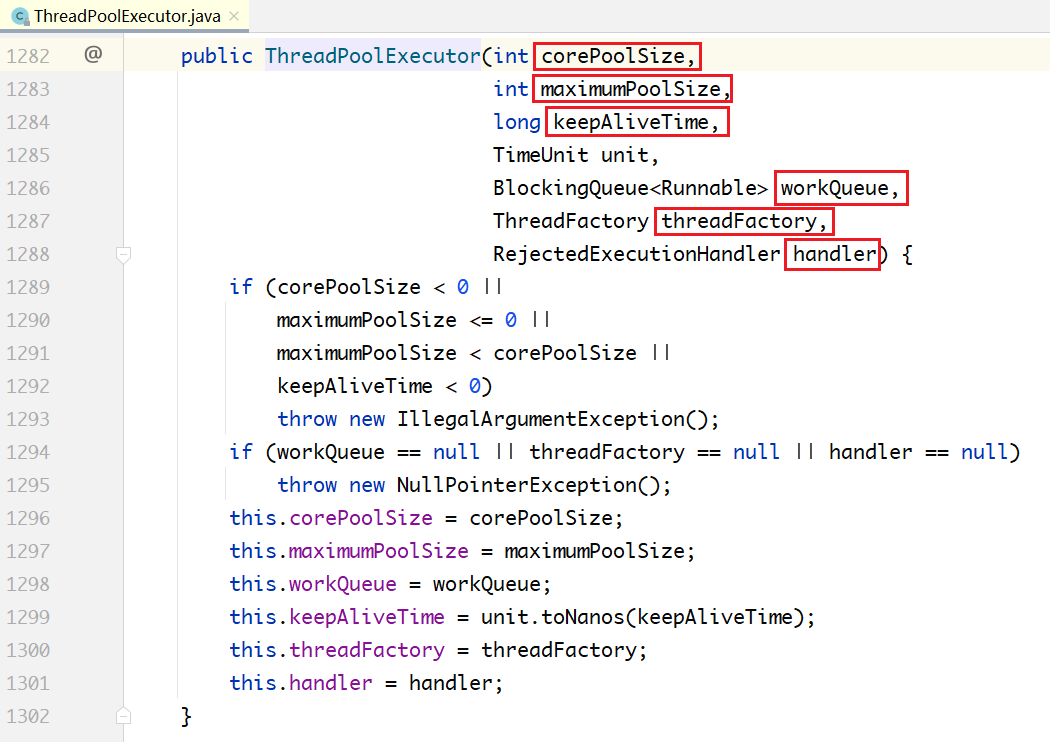 ThreadPoolExecutor.java ×
1282 @ public ThreadPoolExecutor(int corePoolSize,
1283 int maximumPoolSize,
1284 long keepAliveTime,
1285 TimeUnit unit,
1286 BlockingQueue<Runnable> workQueue,
1287 ThreadFactory threadFactory,
1288 RejectedExecutionHandler handler) {
1289 if (corePoolSize < 0 ||
1290 maximumPoolSize <= 0 ||
1291 maximumPoolSize < corePoolSize ||
1292 keepAliveTime < 0)
1293 throw new IllegalArgumentException();
1294 if (workQueue == null || threadFactory == null || handler == null)
1295 throw new NullPointerException();
1296 this.corePoolSize = corePoolSize;
1297 this.maximumPoolSize = maximumPoolSize;
1298 this.workQueue = workQueue;
1299 this.keepAliveTime = unit.toNanos(keepAliveTime);
1300 this.threadFactory = threadFactory;
1301 this.handler = handler;
1302 }